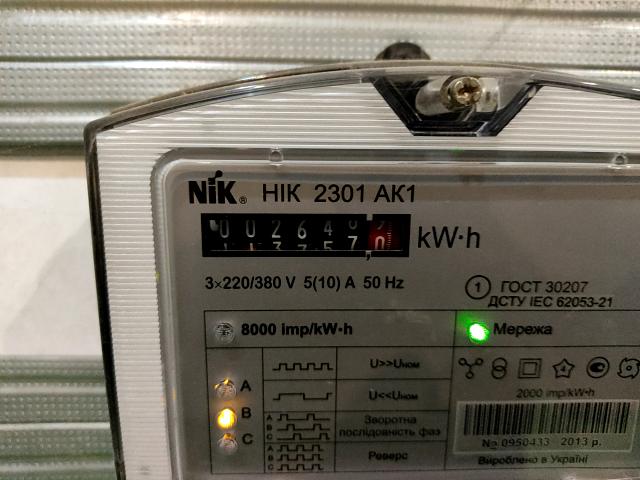 NiK® НІК 2301 АК1
kW·h
3×220/380 V 5(10) A 50 Hz
1 ГОСТ 30207
ДСТУ IEC 62053-21
8000 imp/kW·h
Мережа
A
U>>Uном
2000 imp/kW·h
B
U<<Uном
C
A
B
C
Зворотна
послідовність фаз
A
B
C
Реверс
№ 0950433 2013 р.
Вироблено в Україні